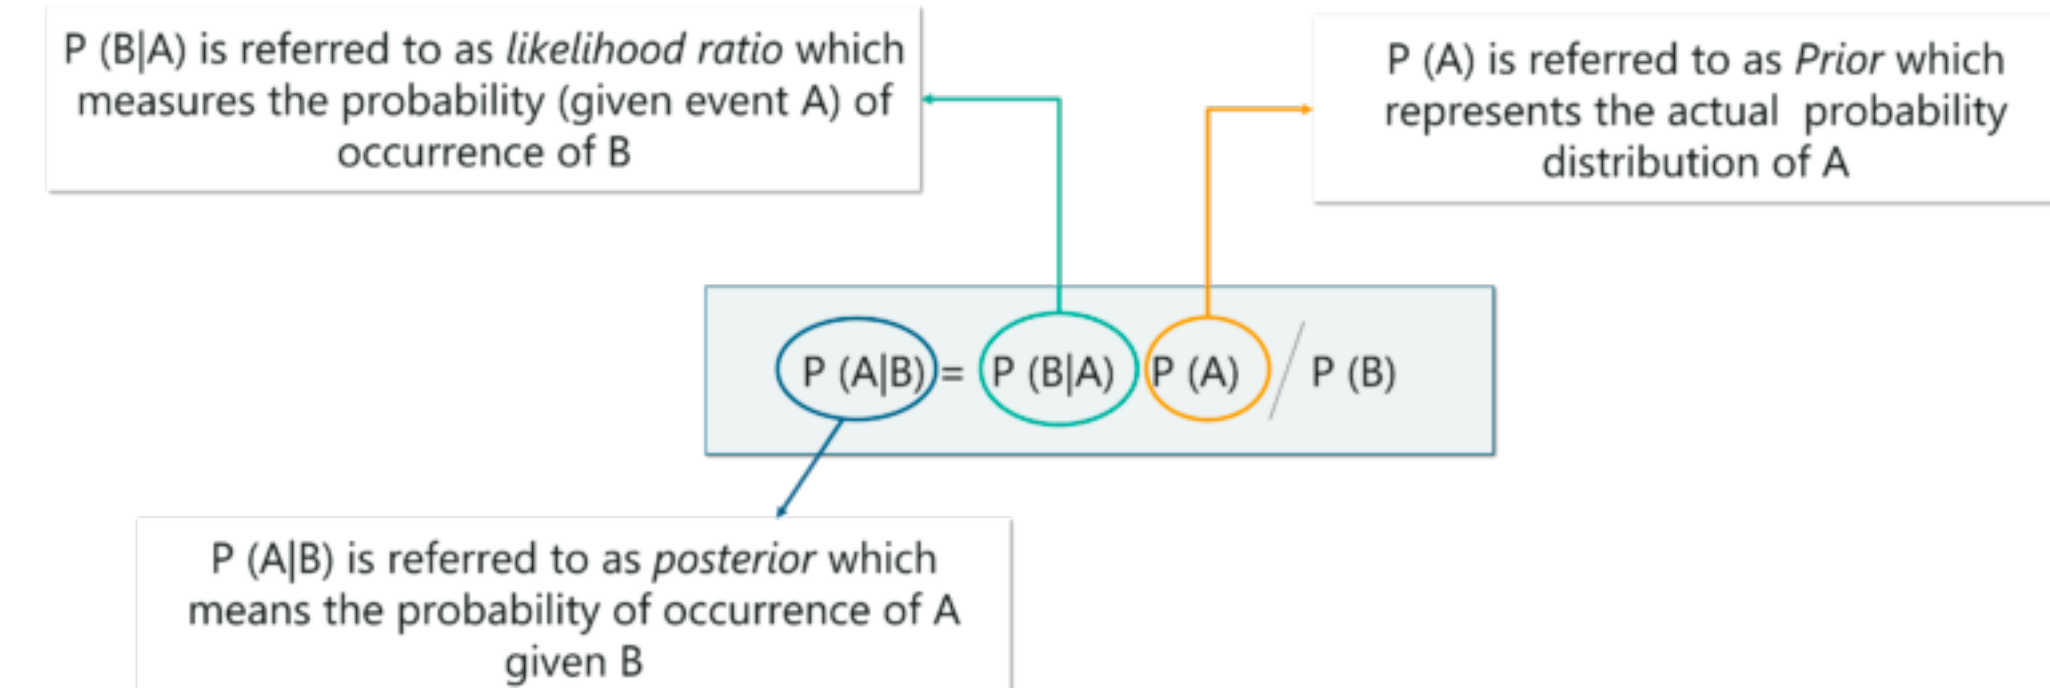 P (B|A) is referred to as likelihood ratio which
measures the probability (given event A) of
occurrence of B
P (A) is referred to as Prior which
represents the actual  probability
distribution of A
P (A|B) = P (B|A) P (A) / P (B)
P (A|B) is referred to as posterior which
means the probability of occurrence of A
given B